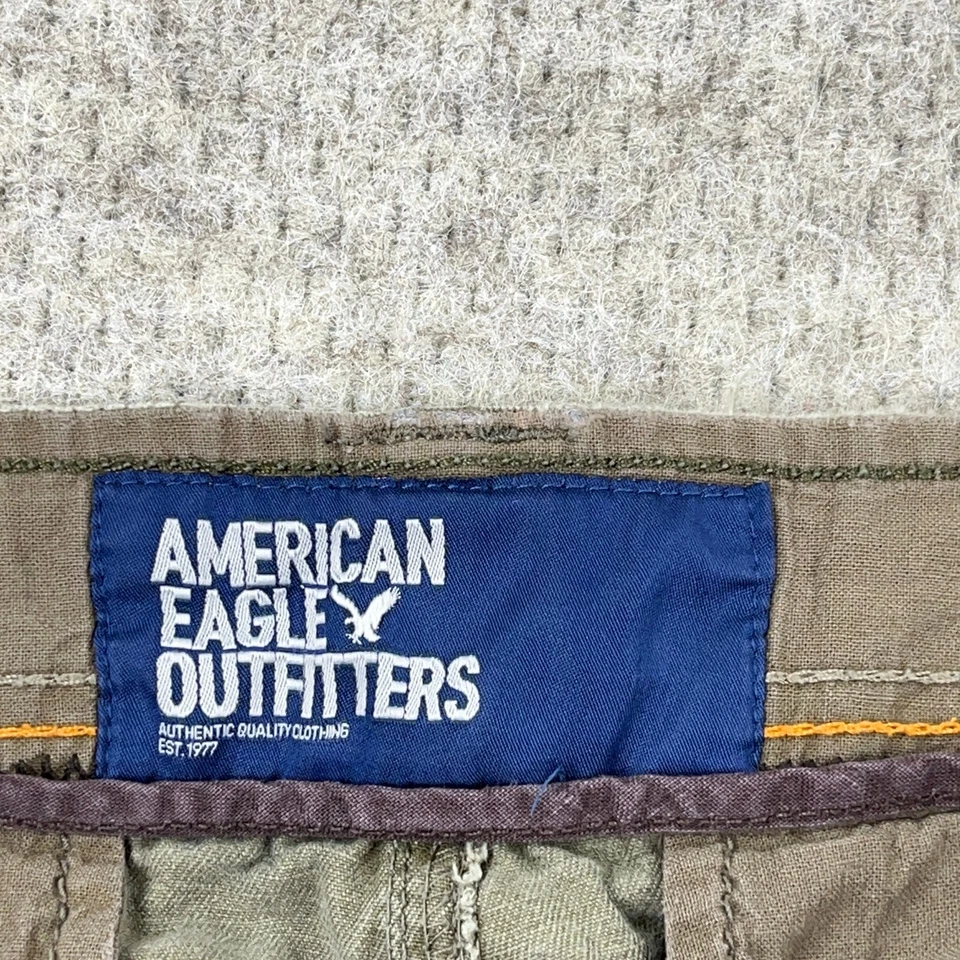 AMERICAN
EAGLE
OUTFITTERS
AUTHENTIC QUALITY CLOTHING
EST. 1977